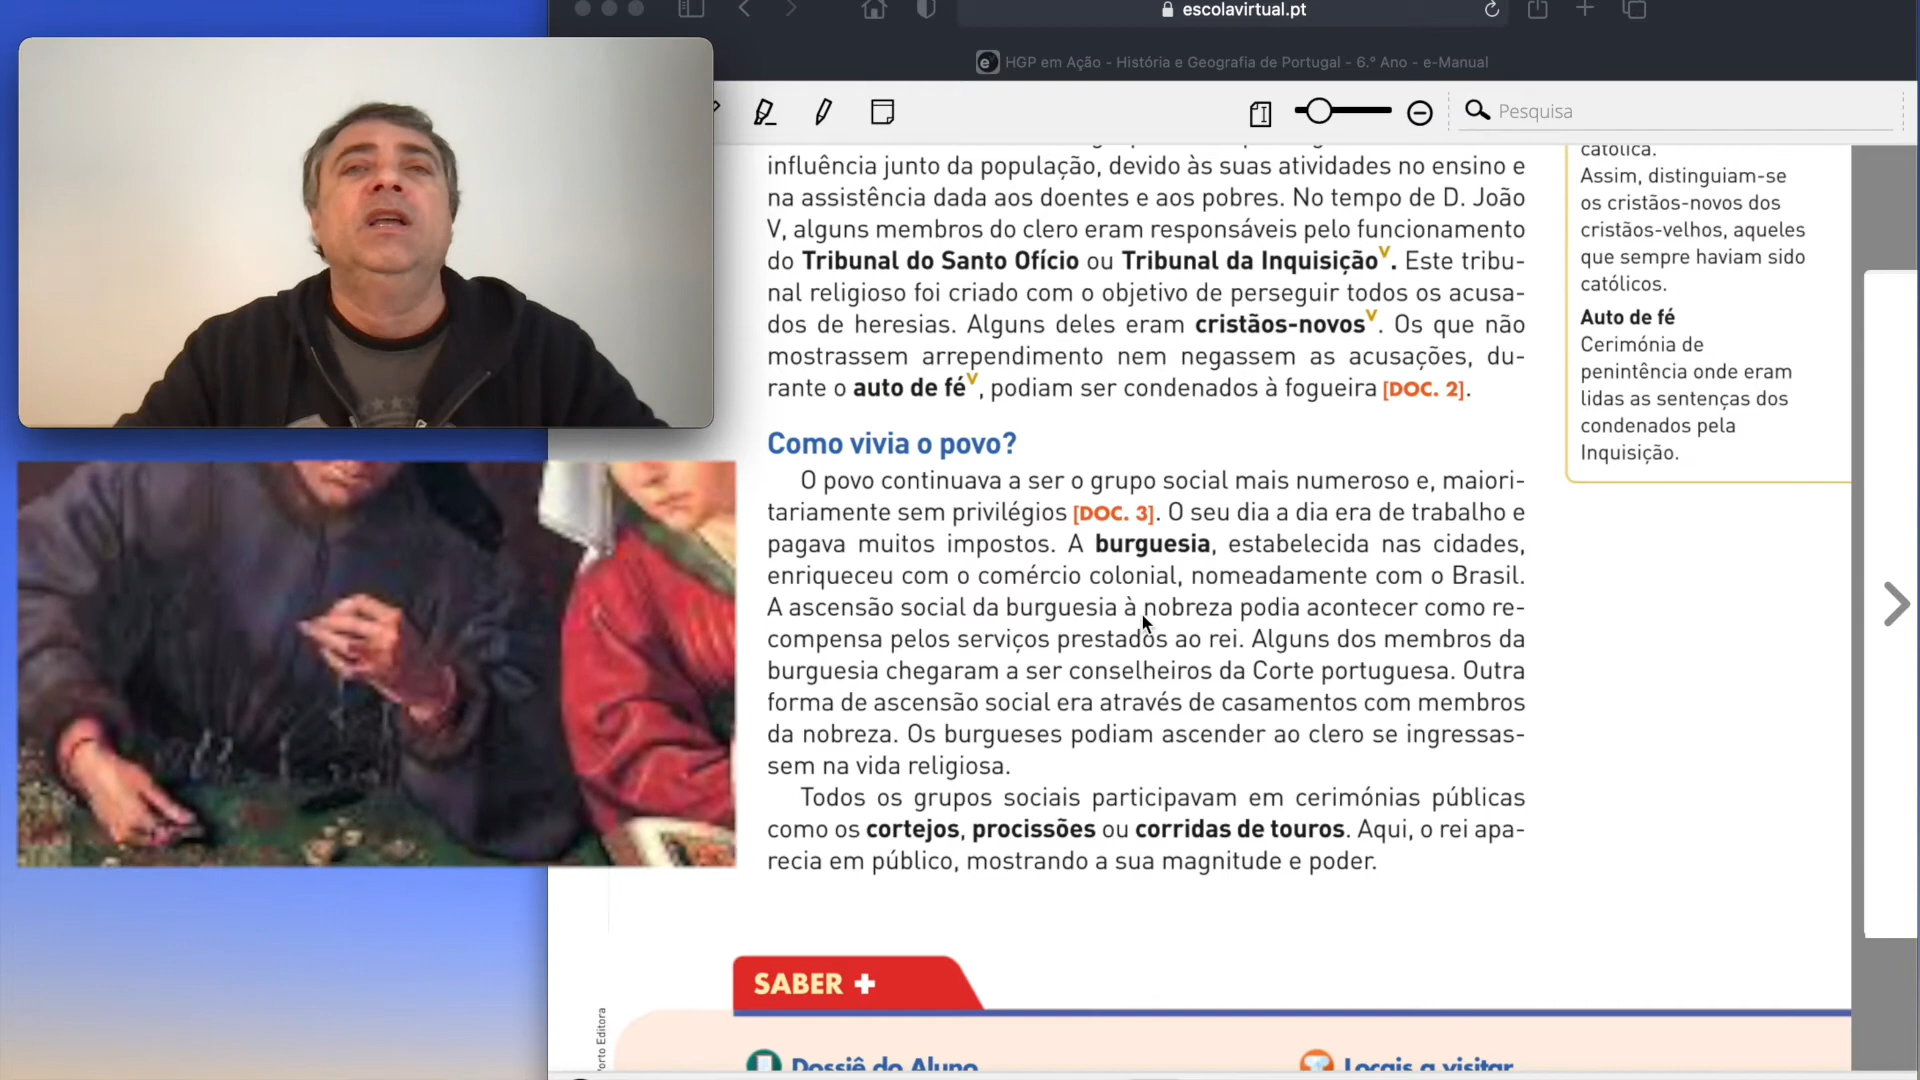 escolavirtual.pt
HGP em Ação - História e Geografia de Portugal - 6.º Ano - e-Manual
Pesquisa
influência junto da população, devido às suas atividades no ensino e
na assistência dada aos doentes e aos pobres. No tempo de D. João
V, alguns membros do clero eram responsáveis pelo funcionamento
do Tribunal do Santo Ofício ou Tribunal da Inquisiçãoᵛ. Este tribu-
nal religioso foi criado com o objetivo de perseguir todos os acusa-
dos de heresias. Alguns deles eram cristãos-novosᵛ. Os que não
mostrassem arrependimento nem negassem as acusações, du-
rante o auto de féᵛ, podiam ser condenados à fogueira [DOC. 2].
Como vivia o povo?
O povo continuava a ser o grupo social mais numeroso e, maiori-
tariamente sem privilégios [DOC. 3]. O seu dia a dia era de trabalho e
pagava muitos impostos. A burguesia, estabelecida nas cidades,
enriqueceu com o comércio colonial, nomeadamente com o Brasil.
A ascensão social da burguesia à nobreza podia acontecer como re-
compensa pelos serviços prestados ao rei. Alguns dos membros da
burguesia chegaram a ser conselheiros da Corte portuguesa. Outra
forma de ascensão social era através de casamentos com membros
da nobreza. Os burgueses podiam ascender ao clero se ingressas-
sem na vida religiosa.
Todos os grupos sociais participavam em cerimónias públicas
como os cortejos, procissões ou corridas de touros. Aqui, o rei apa-
recia em público, mostrando a sua magnitude e poder.
católica.
Assim, distinguiam-se
os cristãos-novos dos
cristãos-velhos, aqueles
que sempre haviam sido
católicos.
Auto de fé
Cerimónia de
penintência onde eram
lidas as sentenças dos
condenados pela
Inquisição.
SABER +
Dossiê do Aluno
Locais a visitar
Editora